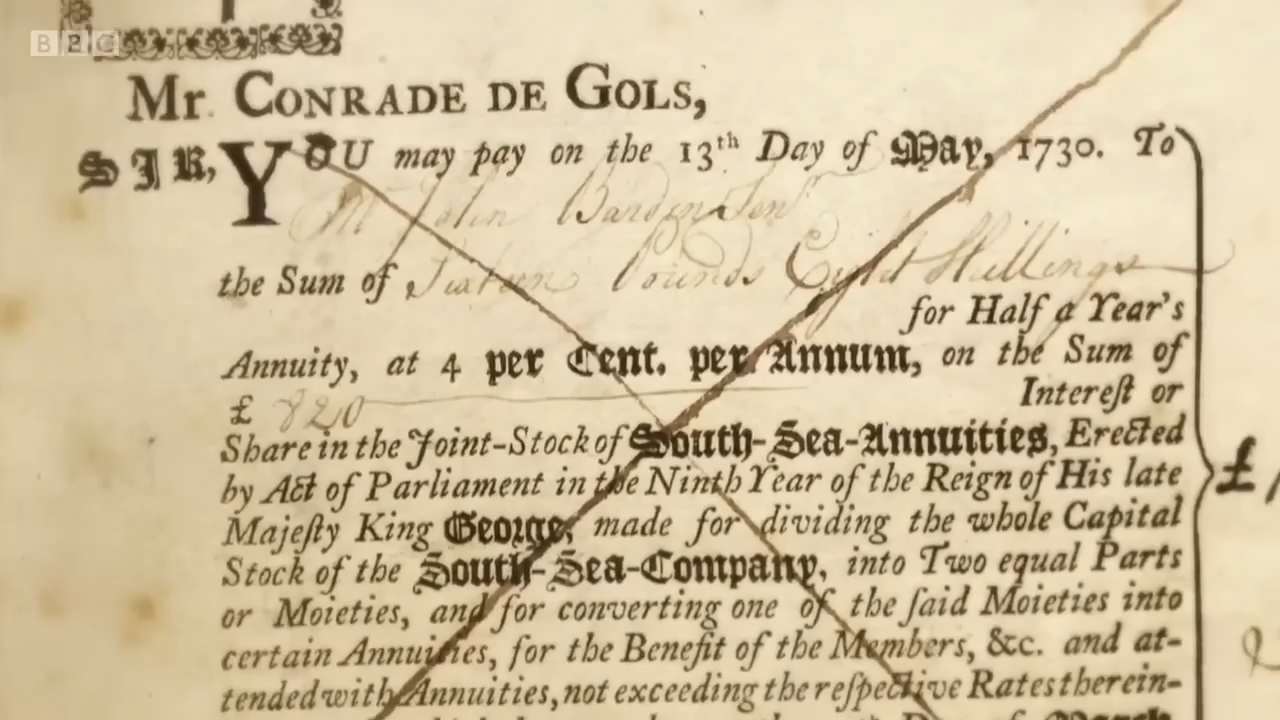 BBC
Mr. CONRADE DE GOLS,
SIR, YOU may pay on the 13th Day of May, 1730. To
Mr John Barden Senr
the Sum of Sixteen Pounds Eight Shillings
for Half a Year's
Annuity, at 4 per Cent. per Annum, on the Sum of
£ 820 Intereſt or
Share in the Joint-Stock of South-Sea-Annuities, Erected
by Act of Parliament in the Ninth Year of the Reign of His late
£
Majeſty King George, made for dividing the whole Capital
Stock of the South-Sea-Company, into Two equal Parts
or Moieties, and for converting one of the ſaid Moieties into
certain Annuities, for the Benefit of the Members, &c. and at-
tended with Annuities, not exceeding the reſpective Rates therein-